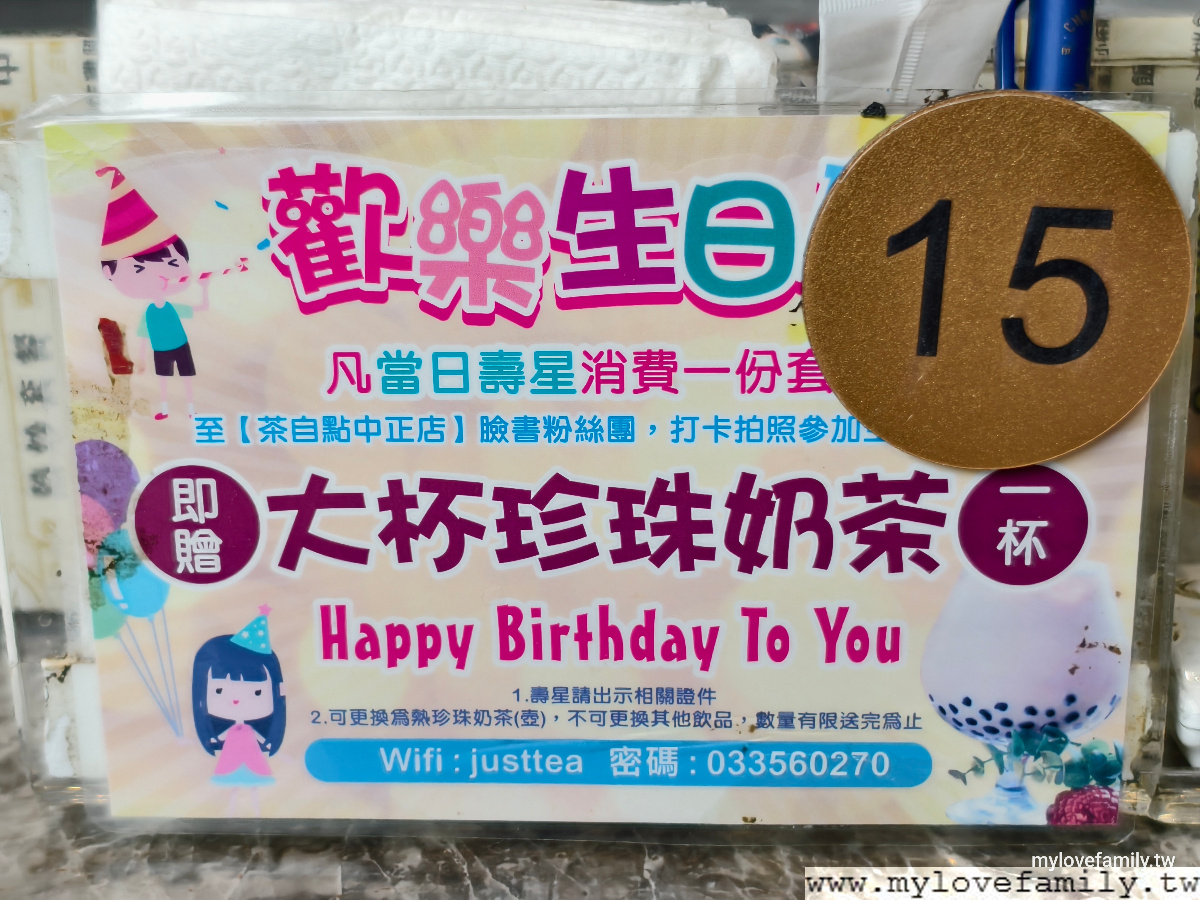 歡樂生日
15
凡當日壽星消費一份套
至【茶自點中正店】臉書粉絲團,打卡拍照參加
即贈 大杯珍珠奶茶 一杯
Happy Birthday To You
1.壽星請出示相關證件
2.可更換為熱珍珠奶茶(壺),不可更換其他飲品,數量有限送完為止
Wifi : justtea 密碼 : 033560270
mylovefamily.tw
www.mylovefamily.tw